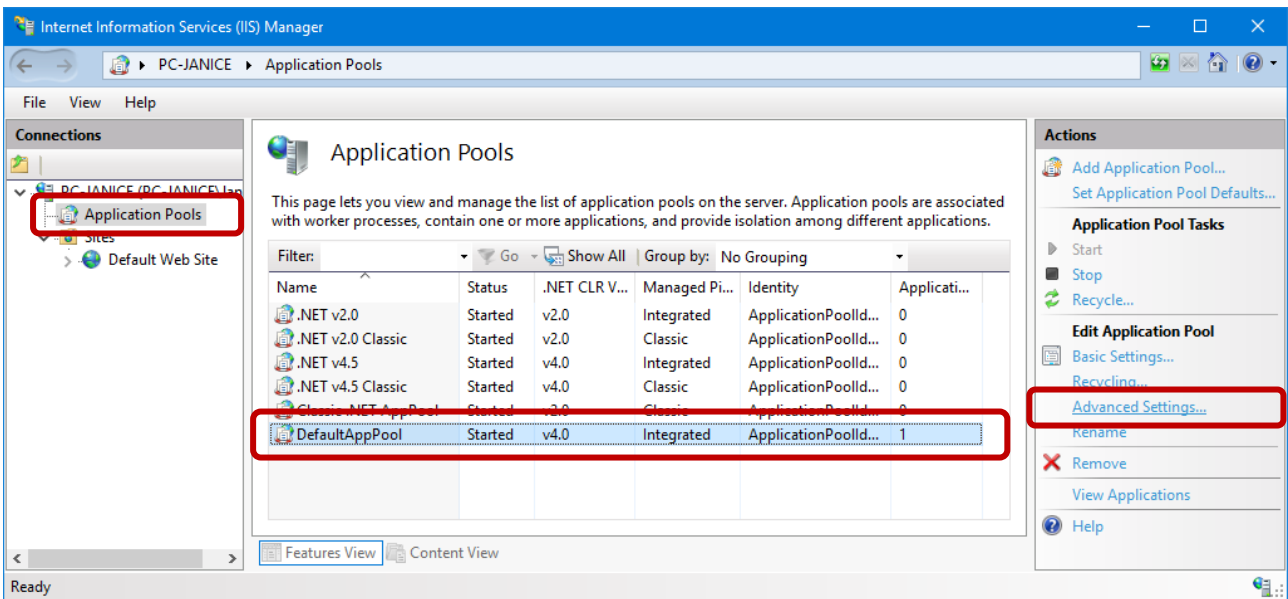 Internet Information Services (IIS) Manager
PC-JANICE Application Pools
File View Help
Connections
PC-JANICE (PC-JANICE\Jan
Application Pools
Sites
Default Web Site
Application Pools
This page lets you view and manage the list of application pools on the server. Application pools are associated
with worker processes, contain one or more applications, and provide isolation among different applications.
Filter: Go Show All Group by: No Grouping
Name Status .NET CLR V... Managed Pi... Identity Applicati...
.NET v2.0 Started v2.0 Integrated ApplicationPoolId... 0
.NET v2.0 Classic Started v2.0 Classic ApplicationPoolId... 0
.NET v4.5 Started v4.0 Integrated ApplicationPoolId... 0
.NET v4.5 Classic Started v4.0 Classic ApplicationPoolId... 0
Classic .NET AppPool Started v2.0 Classic ApplicationPoolId... 0
DefaultAppPool Started v4.0 Integrated ApplicationPoolId... 1
Features View Content View
Actions
Add Application Pool...
Set Application Pool Defaults...
Application Pool Tasks
Start
Stop
Recycle...
Edit Application Pool
Basic Settings...
Recycling...
Advanced Settings...
Rename
Remove
View Applications
Help
Ready